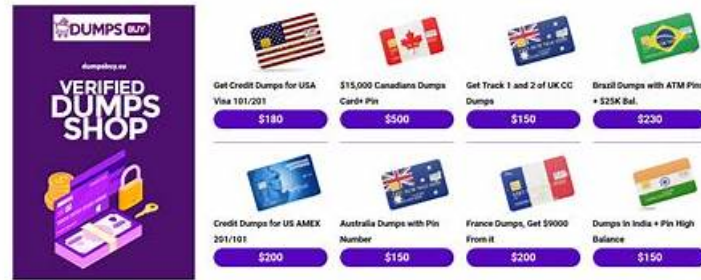 DUMPS BUY
dumpsbuy.su
VERIFIED
DUMPS
SHOP
Get Credit Dumps for USA
Visa 101/201
$180
$15,000 Canadians Dumps
Card+ Pin
$500
Get Track 1 and 2 of UK CC
Dumps
$150
Brazil Dumps with ATM Pins
+ $25K Bal.
$230
Credit Dumps for US AMEX
201/101
$200
Australia Dumps with Pin
Number
$150
France Dumps, Get $9000
From it
$200
Dumps in India + Pin High
Balance
$150